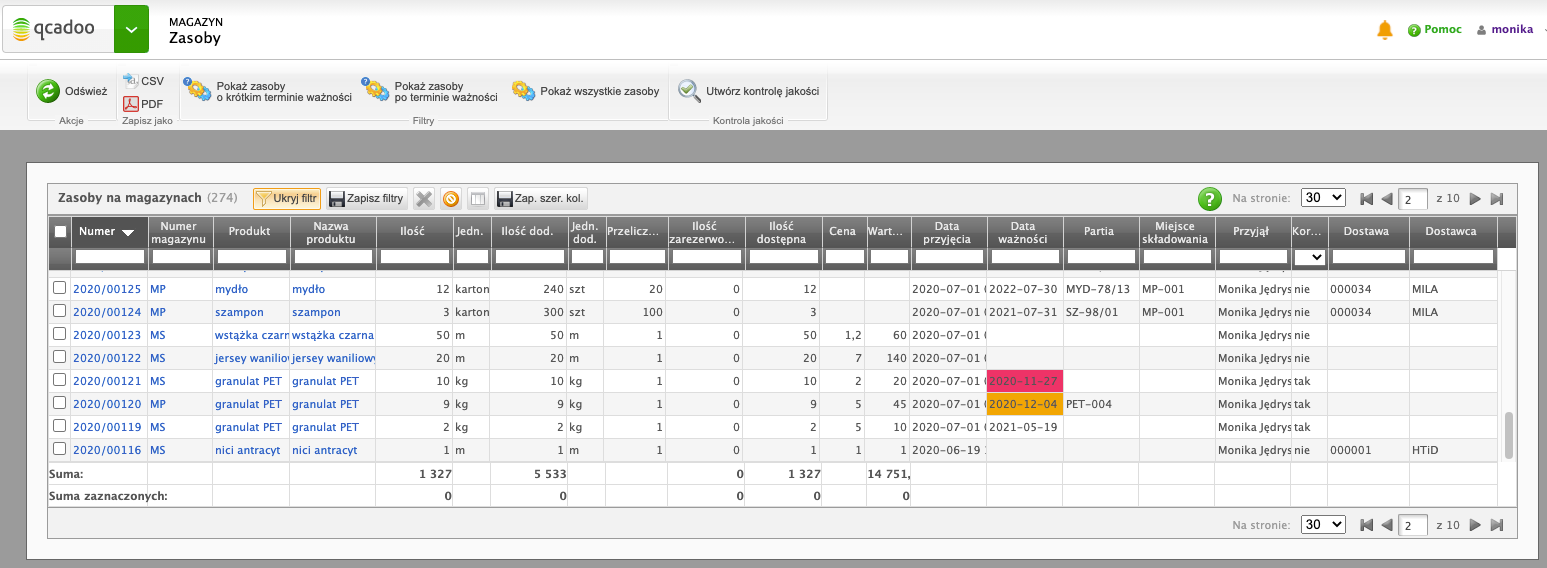 qcadoo
MAGAZYN
Zasoby
Pomoc
monika
Odśwież
CSV
PDF
Akcje
Zapisz jako
Pokaż zasoby
o krótkim terminie ważności
Pokaż zasoby
po terminie ważności
Pokaż wszystkie zasoby
Filtry
Utwórz kontrolę jakości
Kontrola jakości
Zasoby na magazynach (274) Ukryj filtr Zapisz filtry Zap. szer. kol. Na stronie: 30 2 z 10
Numer Numer magazynu Produkt Nazwa produktu Ilość Jedn. Ilość dod. Jedn. dod. Przelicz... Ilość zarezerwo... Ilość dostępna Cena Wart... Data przyjęcia Data ważności Partia Miejsce składowania Przyjął Kor... Dostawa Dostawca
2020/00125 MP mydło mydło 12 karton 240 szt 20 0 12 2020-07-01 2022-07-30 MYD-78/13 MP-001 Monika Jędrys nie 000034 MILA
2020/00124 MP szampon szampon 3 karton 300 szt 100 0 3 2020-07-01 2021-07-31 SZ-98/01 MP-001 Monika Jędrys nie 000034 MILA
2020/00123 MS wstążka czarn wstążka czarna 50 m 50 m 1 0 50 1,2 60 2020-07-01 Monika Jędrys nie
2020/00122 MS jersey wanilio jersey waniliowy 20 m 20 m 1 0 20 7 140 2020-07-01 Monika Jędrys nie
2020/00121 MS granulat PET granulat PET 10 kg 10 kg 1 0 10 2 20 2020-07-01 2020-11-27 Monika Jędrys tak
2020/00120 MP granulat PET granulat PET 9 kg 9 kg 1 0 9 5 45 2020-07-01 2020-12-04 PET-004 Monika Jędrys tak
2020/00119 MS granulat PET granulat PET 2 kg 2 kg 1 0 2 5 10 2020-07-01 2021-05-19 Monika Jędrys tak
2020/00116 MS nici antracyt nici antracyt 1 m 1 m 1 0 1 1 1 2020-06-19 Monika Jędrys nie 000001 HTiD
Suma: 1 327 5 533 0 1 327 14 751,
Suma zaznaczonych: 0 0 0 0 0
Na stronie: 30 2 z 10